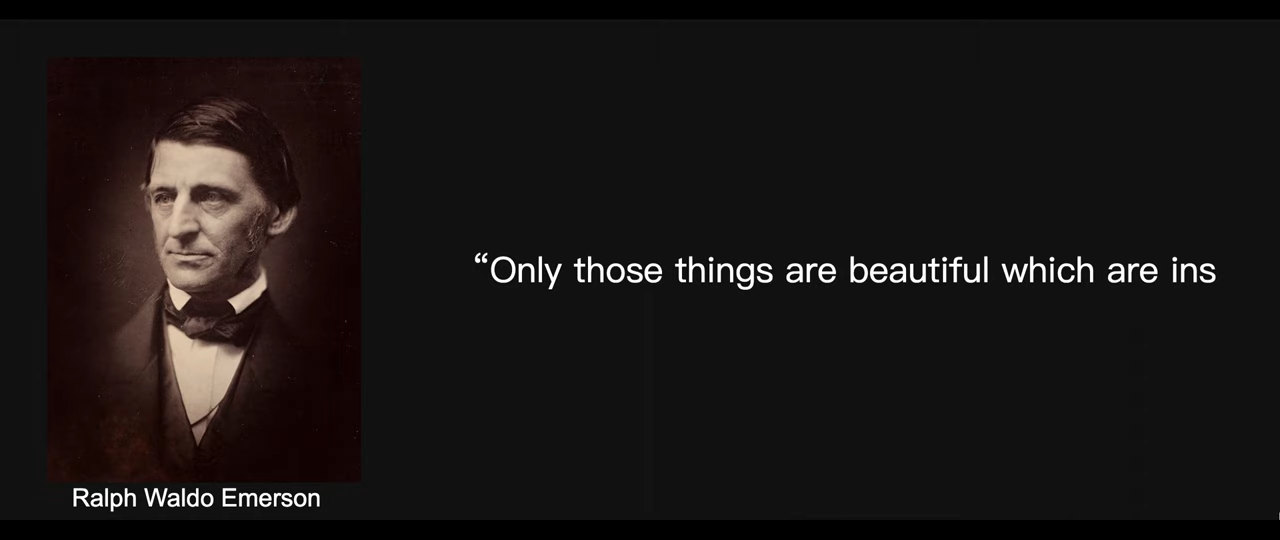 “Only those things are beautiful which are ins
Ralph Waldo Emerson